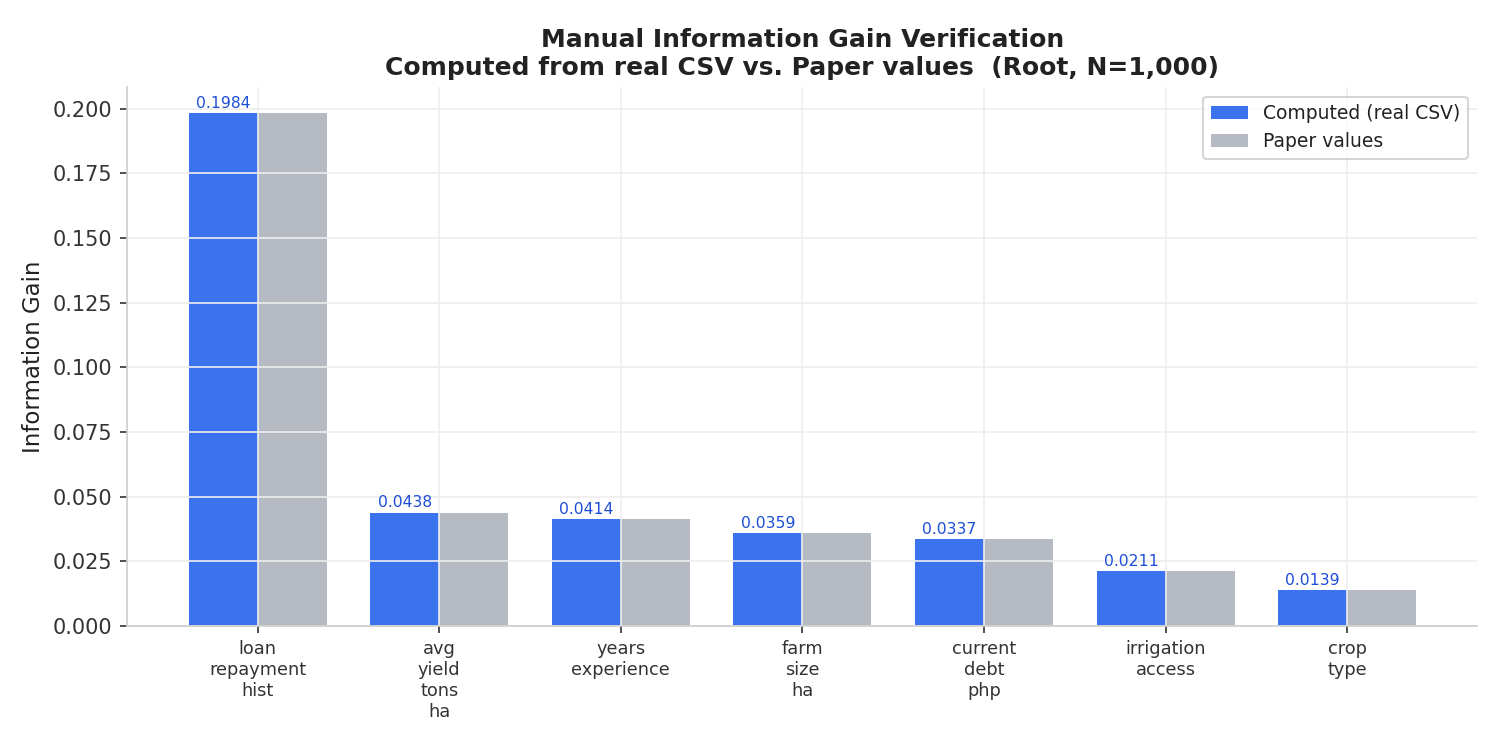 Manual Information Gain Verification
Computed from real CSV vs. Paper values  (Root, N=1,000)
Computed (real CSV)
Paper values
Information Gain
0.200
0.175
0.150
0.125
0.100
0.075
0.050
0.025
0.000
0.1984
0.0438
0.0414
0.0359
0.0337
0.0211
0.0139
loan
repayment
hist
avg
yield
tons
ha
years
experience
farm
size
ha
current
debt
php
irrigation
access
crop
type